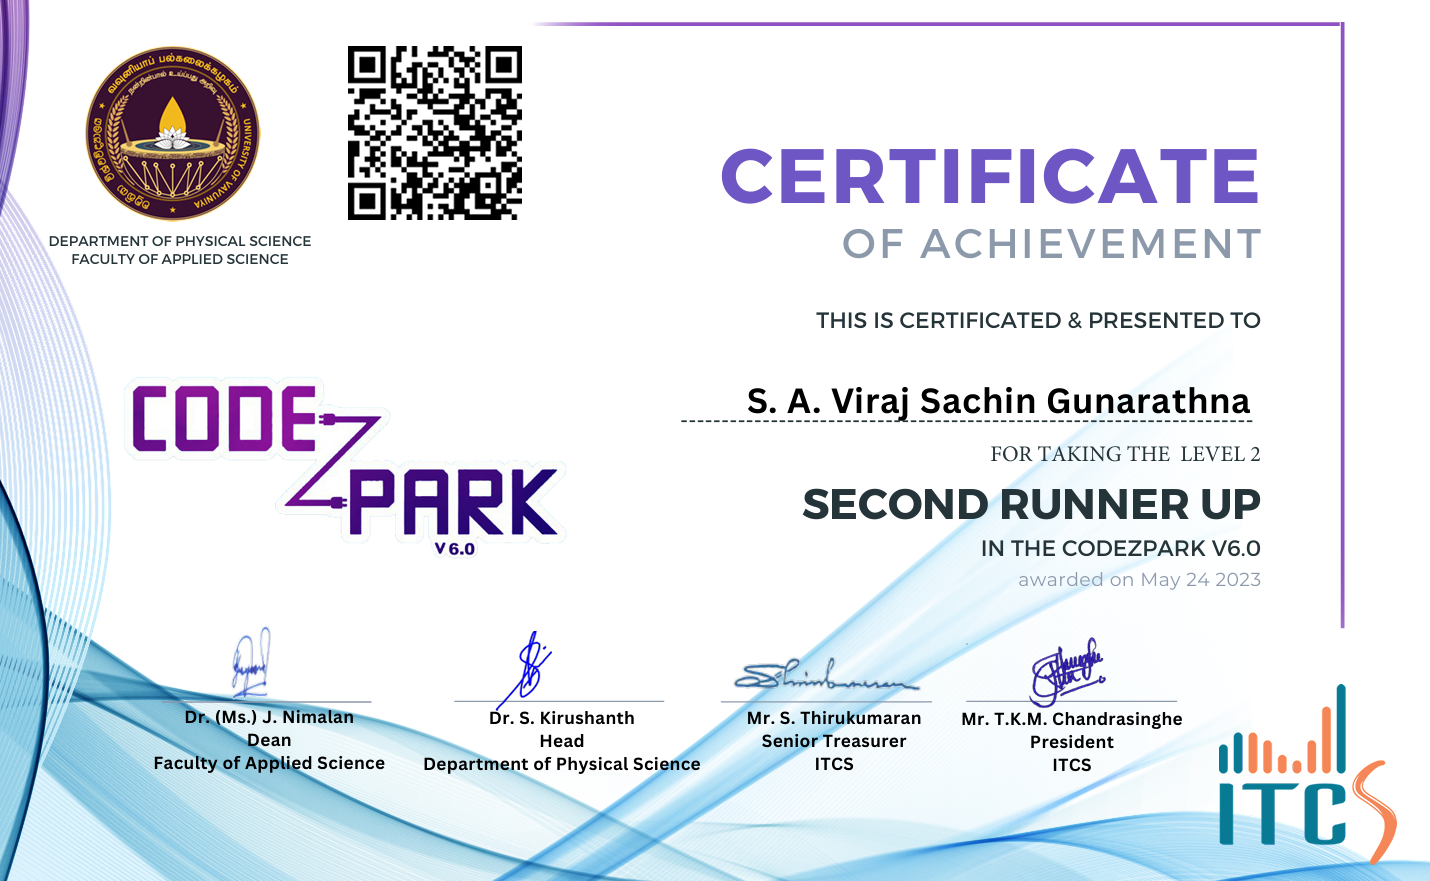 வவுனியாப் பல்கலைக்கழகம்
UNIVERSITY OF VAVUNIYA
DEPARTMENT OF PHYSICAL SCIENCE
FACULTY OF APPLIED SCIENCE
CERTIFICATE
OF ACHIEVEMENT
THIS IS CERTIFICATED & PRESENTED TO
S. A. Viraj Sachin Gunarathna
FOR TAKING THE LEVEL 2
SECOND RUNNER UP
IN THE CODEZPARK V6.0
awarded on May 24 2023
CODEZ
PARK
V 6.0
Dr. (Ms.) J. Nimalan
Dean
Faculty of Applied Science
Dr. S. Kirushanth
Head
Department of Physical Science
Mr. S. Thirukumaran
Senior Treasurer
ITCS
Mr. T.K.M. Chandrasinghe
President
ITCS
ITCS